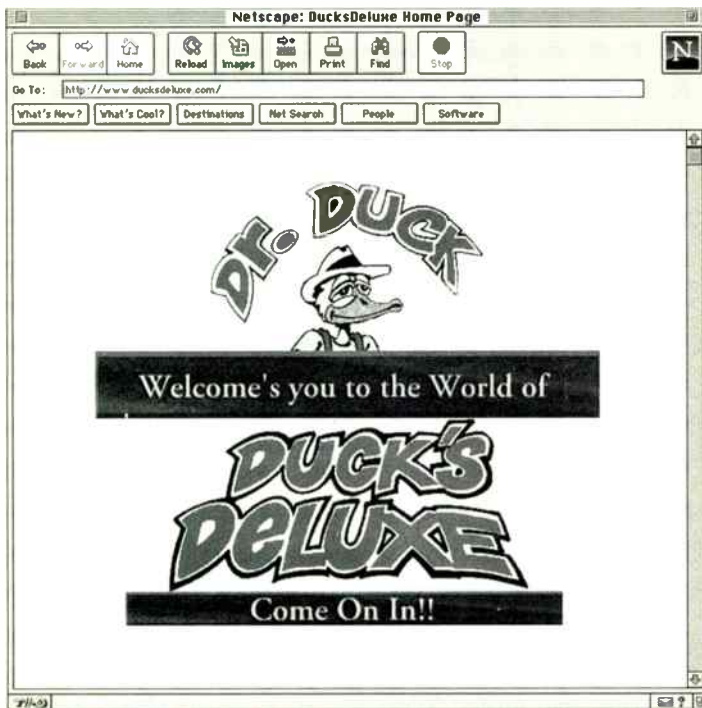 Netscape: DucksDeluxe Home Page
Back Forward Home Reload Images Open Print Find Stop
N
Go To: http://www.ducksdeluxe.com/
What's New? What's Cool? Destinations Net Search People Software
Dr. Duck
Welcome's you to the World of
DUCK'S
DeLUXE
Come On In!!
?